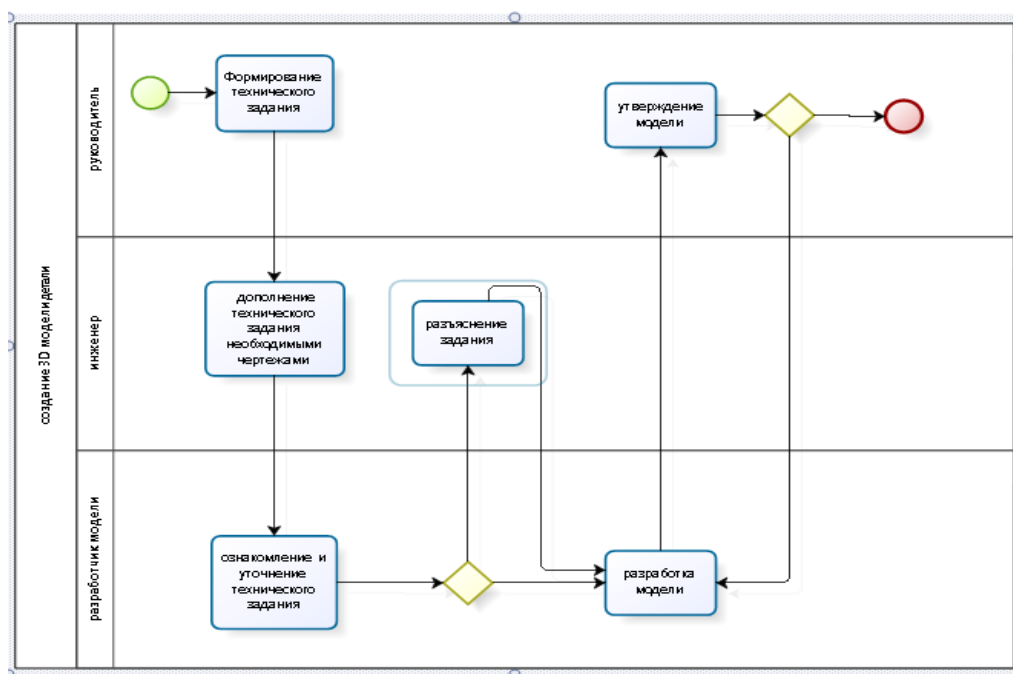 создание 3D модели детали
руководитель
Формирование
технического
задания
утверждение
модели
инженер
дополнение
технического
задания
необходимыми
чертежами
разъяснение
задания
разработчик модели
ознакомление и
уточнение
технического
задания
разработка
модели